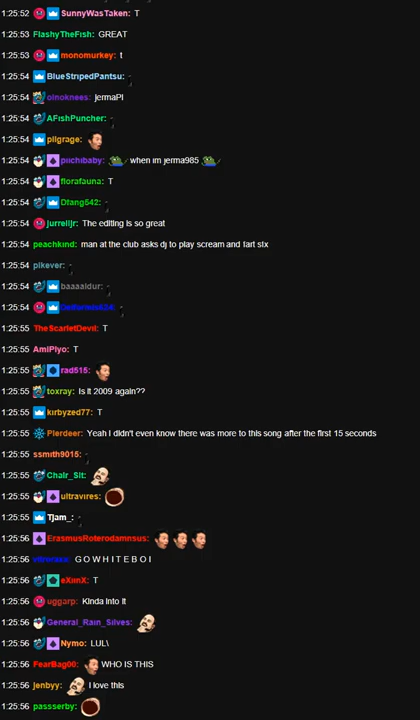 1:25:52 SunnyWasTaken: T
1:25:53 FlashyTheFish: GREAT
1:25:53 monomurkey: t
1:25:54 BlueStripedPantsu:
1:25:54 oinoknees: jermaPl
1:25:54 AFishPuncher:
1:25:54 pilgrage:
1:25:54 piichibaby: when im jerma985
1:25:54 florafauna: T
1:25:54 Dtang542:
1:25:54 jurrelljr: The editing is so great
1:25:54 peachkind: man at the club asks dj to play scream and fart six
1:25:54 pikever:
1:25:54 baaaaldur:
1:25:54
1:25:55 TheScarletDevil: T
1:25:55 AmiPiyo: T
1:25:55 rad515:
1:25:55 toxray: Is it 2009 again??
1:25:55 kirbyzed77: T
1:25:55 Plerdeer: Yeah I didn't even know there was more to this song after the first 15 seconds
1:25:55 ssmith9015:
1:25:55 Chair_Sit:
1:25:55 ultravires:
1:25:55 Tjam_:
1:25:56 ErasmusRoterodamnsus:
1:25:56 G O W H I T E B O I
1:25:56 eXiinX: T
1:25:56 uggarp: Kinda into it
1:25:56 General_Rain_Silves:
1:25:56 Nymo: LUL\
1:25:56 FearBag00: WHO IS THIS
1:25:56 jenbyy: I love this
1:25:56 passserby: